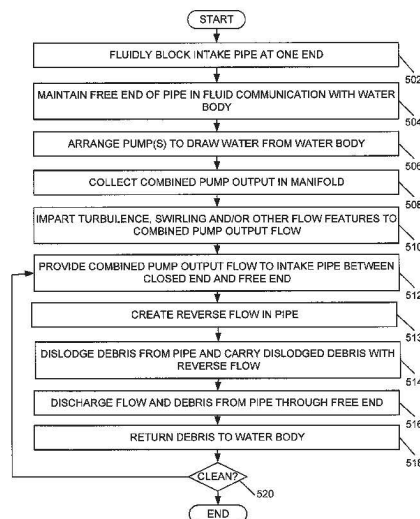 START
FLUIDLY BLOCK INTAKE PIPE AT ONE END
502
MAINTAIN FREE END OF PIPE IN FLUID COMMUNICATION WITH WATER
BODY
504
ARRANGE PUMP(S) TO DRAW WATER FROM WATER BODY
506
COLLECT COMBINED PUMP OUTPUT IN MANIFOLD
508
IMPART TURBULENCE, SWIRLING AND/OR OTHER FLOW FEATURES TO
COMBINED PUMP OUTPUT FLOW
510
PROVIDE COMBINED PUMP OUTPUT FLOW TO INTAKE PIPE BETWEEN
CLOSED END AND FREE END
512
CREATE REVERSE FLOW IN PIPE
513
DISLODGE DEBRIS FROM PIPE AND CARRY DISLODGED DEBRIS WITH
REVERSE FLOW
514
DISCHARGE FLOW AND DEBRIS FROM PIPE THROUGH FREE END
516
RETURN DEBRIS TO WATER BODY
518
CLEAN?
520
END